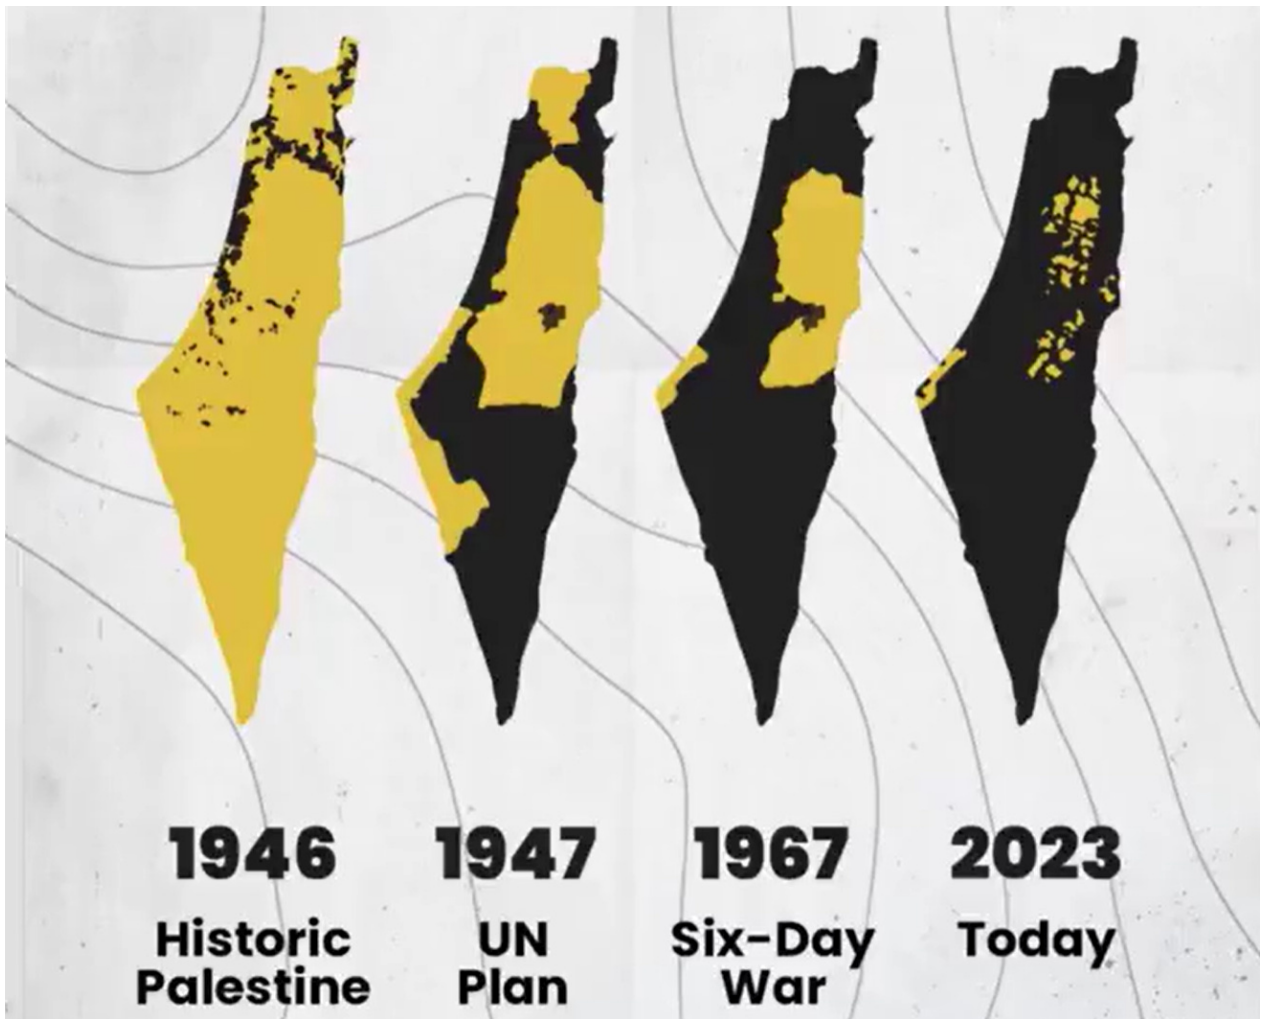 1946
Historic
Palestine
1947
UN
Plan
1967
Six-Day
War
2023
Today